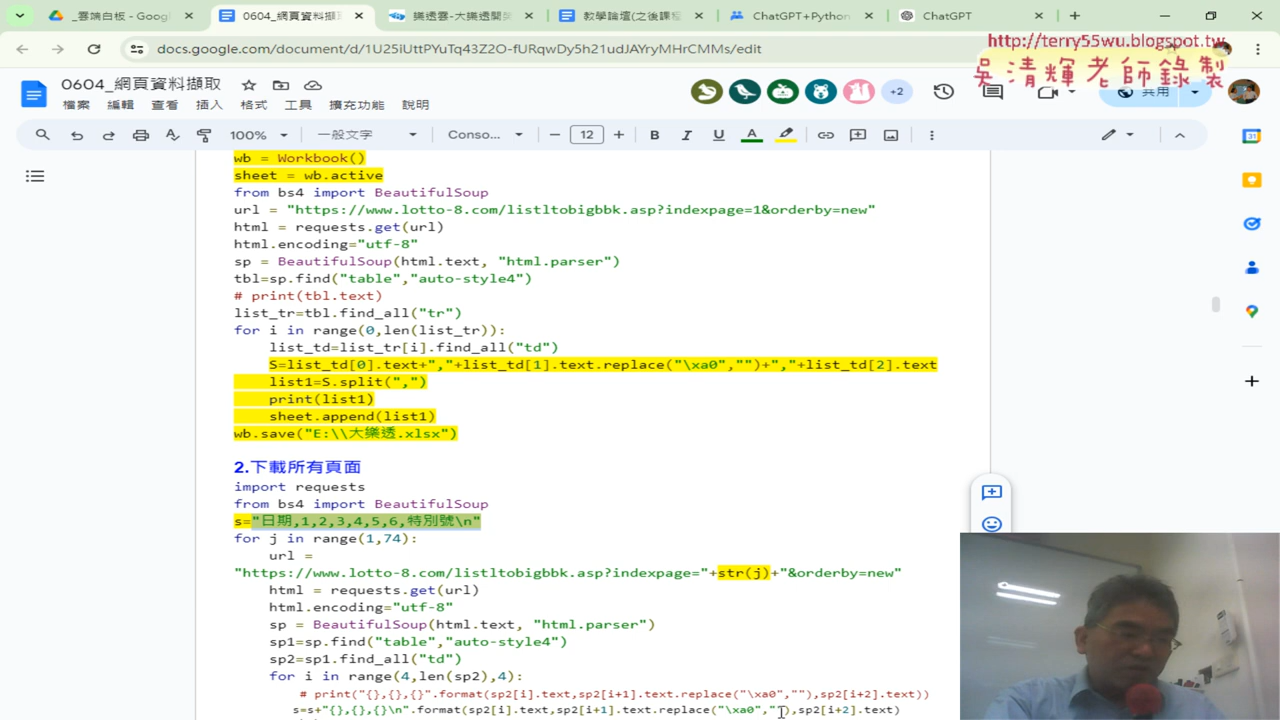 _雲端白板 - Goog
0604_網頁資料擷取
樂透雲-大樂透開獎
教學論壇(之後課程
ChatGPT+Python
ChatGPT
docs.google.com/document/d/1U25iUttPYuTq43Z2O-fURqwDy5h21udJAYryMHrCMMs/edit
http://terry55wu.blogspot.tw
吳清輝老師錄製
0604_網頁資料擷取
檔案 編輯 查看 插入 格式 工具 擴充功能 說明
+2
共用
100% 一般文字 Conso... 12 B I U A
wb = Workbook()
sheet = wb.active
from bs4 import BeautifulSoup
url = "https://www.lotto-8.com/listltobigbbk.asp?indexpage=1&orderby=new"
html = requests.get(url)
html.encoding="utf-8"
sp = BeautifulSoup(html.text, "html.parser")
tbl=sp.find("table","auto-style4")
# print(tbl.text)
list_tr=tbl.find_all("tr")
for i in range(0,len(list_tr)):
list_td=list_tr[i].find_all("td")
S=list_td[0].text+","+list_td[1].text.replace("\xa0","")+","+list_td[2].text
list1=S.split(",")
print(list1)
sheet.append(list1)
wb.save("E:\\大樂透.xlsx")
2.下載所有頁面
import requests
from bs4 import BeautifulSoup
s="日期,1,2,3,4,5,6,特別號\n"
for j in range(1,74):
url =
"https://www.lotto-8.com/listltobigbbk.asp?indexpage="+str(j)+"&orderby=new"
html = requests.get(url)
html.encoding="utf-8"
sp = BeautifulSoup(html.text, "html.parser")
sp1=sp.find("table","auto-style4")
sp2=sp1.find_all("td")
for i in range(4,len(sp2),4):
# print("{},{},{}".format(sp2[i].text,sp2[i+1].text.replace("\xa0",""),sp2[i+2].text))
s=s+"{},{},{}\n".format(sp2[i].text,sp2[i+1].text.replace("\xa0",""),sp2[i+2].text)